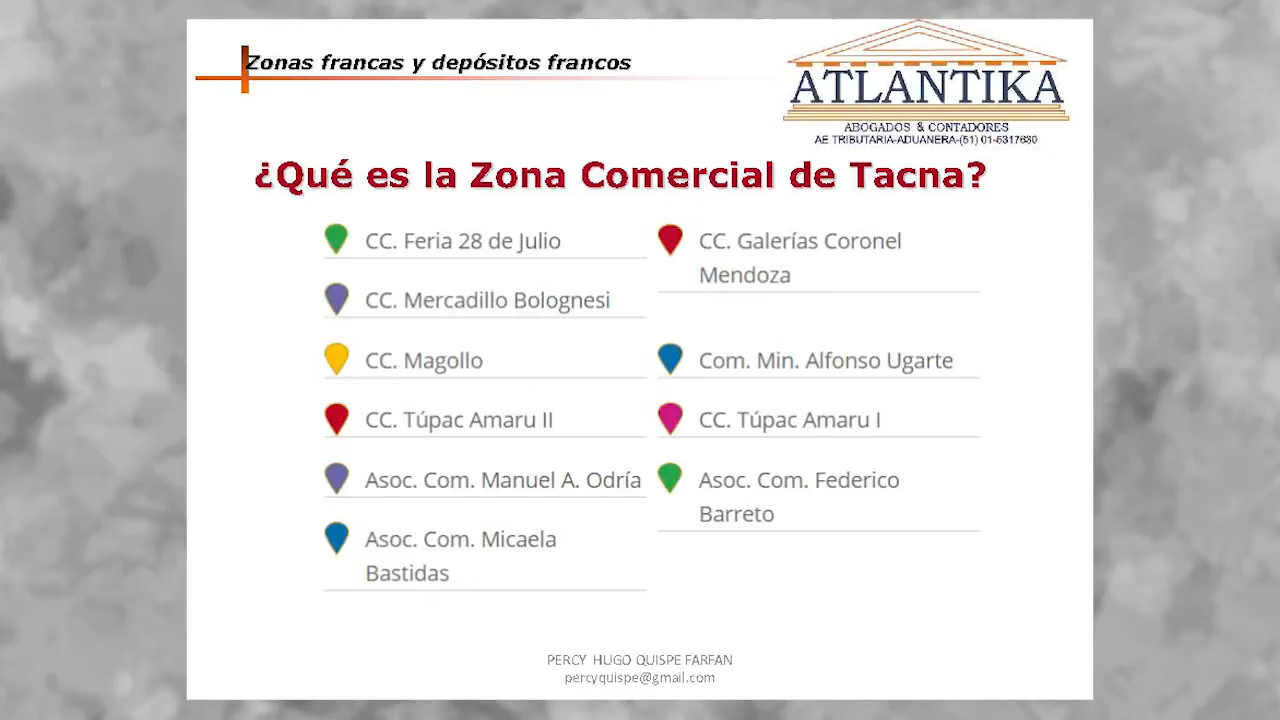 Zonas francas y depósitos francos
ATLANTIKA
ABOGADOS & CONTADORES
AE TRIBUTARIA-ADUANERA-(51) 01-5317630
¿Qué es la Zona Comercial de Tacna?
CC. Feria 28 de Julio
CC. Galerías Coronel
Mendoza
CC. Mercadillo Bolognesi
CC. Magollo
Com. Min. Alfonso Ugarte
CC. Túpac Amaru II
CC. Túpac Amaru I
Asoc. Com. Manuel A. Odría
Asoc. Com. Federico
Barreto
Asoc. Com. Micaela
Bastidas
PERCY HUGO QUISPE FARFAN
percyquispe@gmail.com